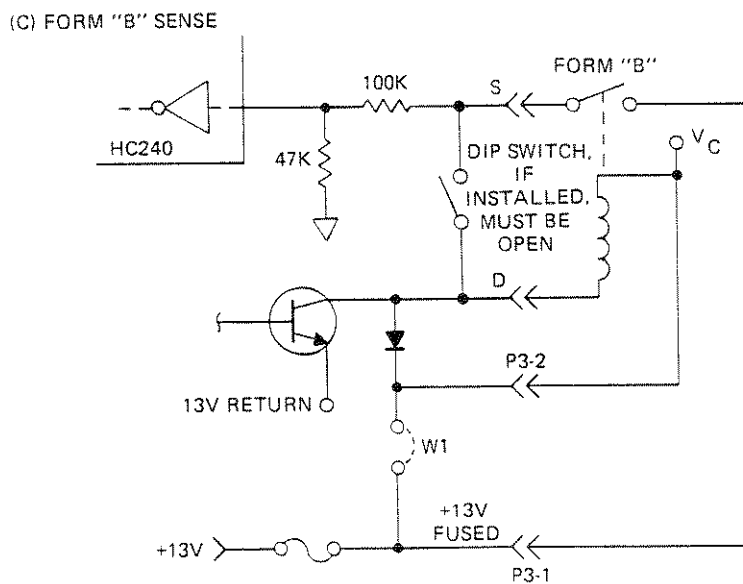 (C) FORM "B" SENSE
HC240
100K
47K
S
FORM "B"
V C
DIP SWITCH,
IF
INSTALLED,
MUST BE
OPEN
D
13V RETURN
P3-2
W1
+13V
+13V
FUSED
P3-1